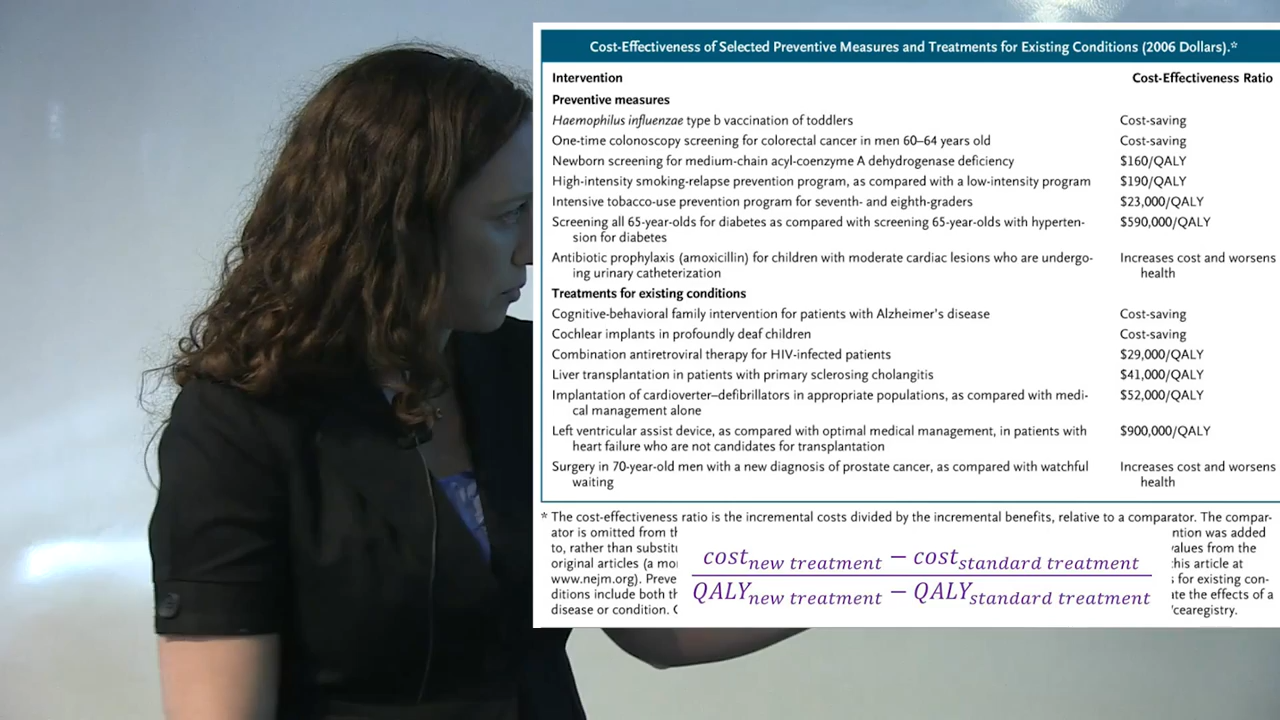 Cost-Effectiveness of Selected Preventive Measures and Treatments for Existing Conditions (2006 Dollars).*
Intervention Cost-Effectiveness Ratio
Preventive measures
Haemophilus influenzae type b vaccination of toddlers Cost-saving
One-time colonoscopy screening for colorectal cancer in men 60–64 years old Cost-saving
Newborn screening for medium-chain acyl-coenzyme A dehydrogenase deficiency $160/QALY
High-intensity smoking-relapse prevention program, as compared with a low-intensity program $190/QALY
Intensive tobacco-use prevention program for seventh- and eighth-graders $23,000/QALY
Screening all 65-year-olds for diabetes as compared with screening 65-year-olds with hyperten- $590,000/QALY
sion for diabetes
Antibiotic prophylaxis (amoxicillin) for children with moderate cardiac lesions who are undergo- Increases cost and worsens
ing urinary catheterization health
Treatments for existing conditions
Cognitive-behavioral family intervention for patients with Alzheimer's disease Cost-saving
Cochlear implants in profoundly deaf children Cost-saving
Combination antiretroviral therapy for HIV-infected patients $29,000/QALY
Liver transplantation in patients with primary sclerosing cholangitis $41,000/QALY
Implantation of cardioverter–defibrillators in appropriate populations, as compared with medi- $52,000/QALY
cal management alone
Left ventricular assist device, as compared with optimal medical management, in patients with $900,000/QALY
heart failure who are not candidates for transplantation
Surgery in 70-year-old men with a new diagnosis of prostate cancer, as compared with watchful Increases cost and worsens
waiting health
* The cost-effectiveness ratio is the incremental costs divided by the incremental benefits, relative to a comparator. The compar-
ator is omitted from th ntion was added
to, rather than substitu values from the
original articles (a mo his article at
www.nejm.org). Preve s for existing con-
ditions include both th ate the effects of a
disease or condition. cearegistry.
cost new treatment − cost standard treatment
QALY new treatment − QALY standard treatment